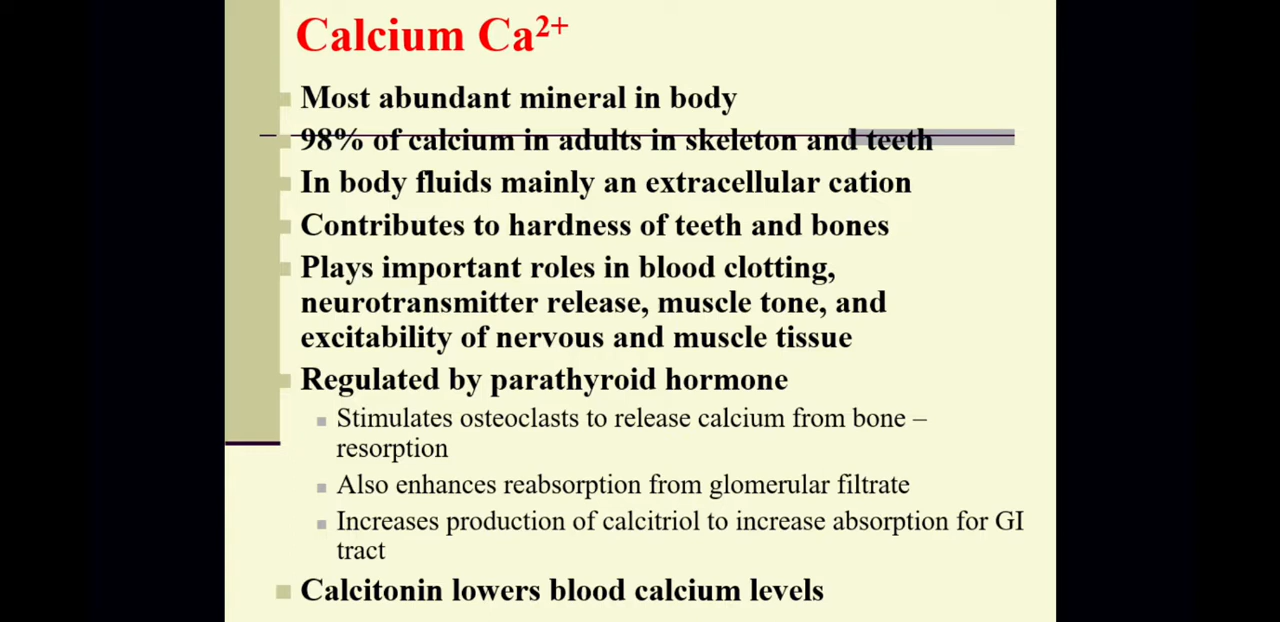 Calcium Ca²⁺
Most abundant mineral in body
98% of calcium in adults in skeleton and teeth
In body fluids mainly an extracellular cation
Contributes to hardness of teeth and bones
Plays important roles in blood clotting,
neurotransmitter release, muscle tone, and
excitability of nervous and muscle tissue
Regulated by parathyroid hormone
Stimulates osteoclasts to release calcium from bone –
resorption
Also enhances reabsorption from glomerular filtrate
Increases production of calcitriol to increase absorption for GI
tract
Calcitonin lowers blood calcium levels